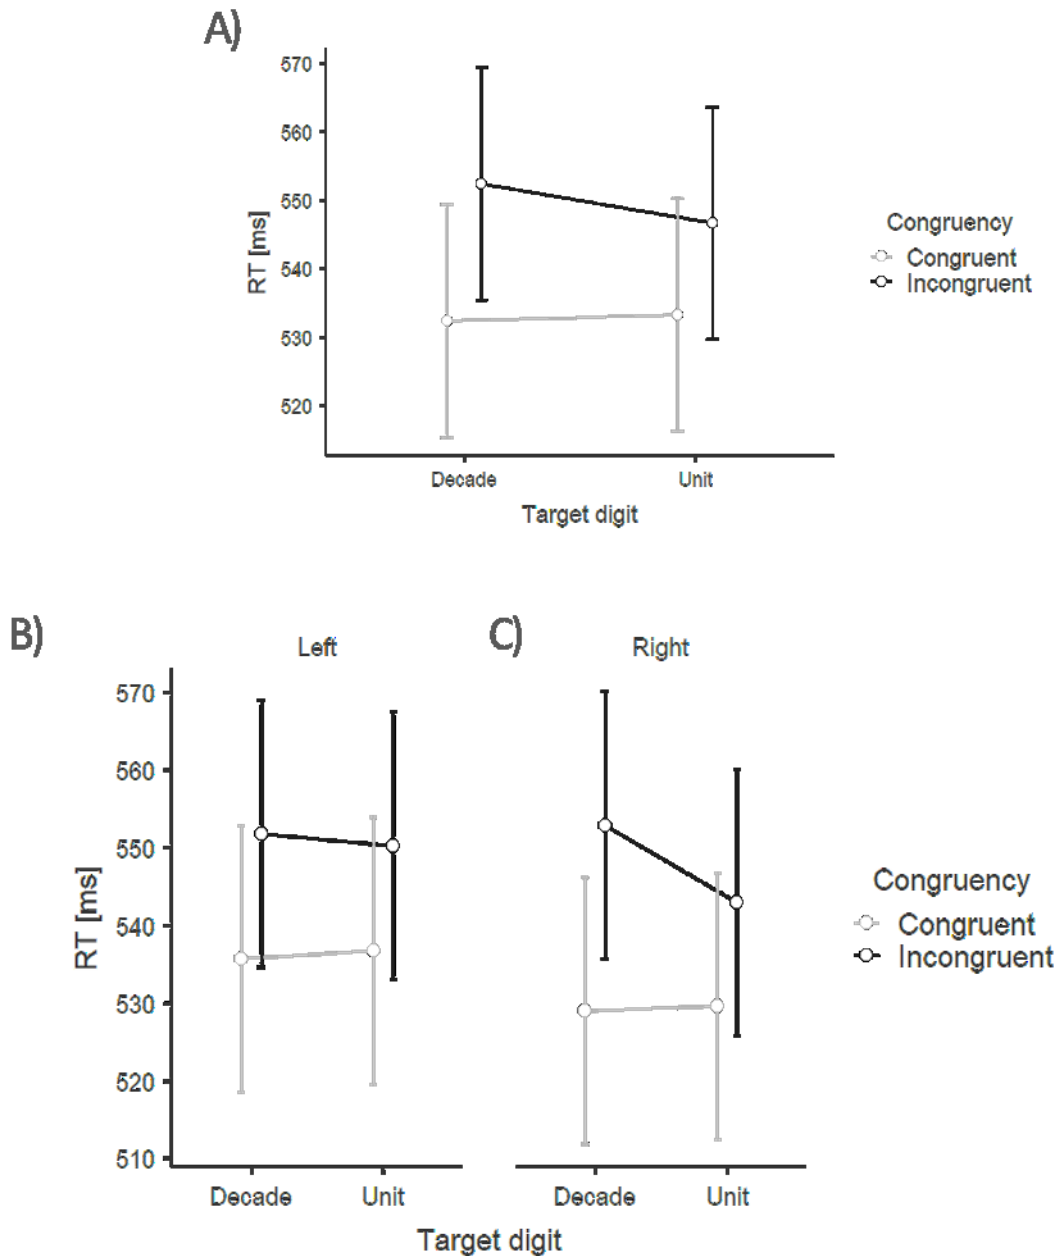 A)
570
560
550
540
530
520
RT [ms]
Decade Unit
Target digit
Congruency
Congruent
Incongruent
B) Left
C) Right
570
560
550
540
530
520
510
RT [ms]
Decade Unit Decade Unit
Target digit
Congruency
Congruent
Incongruent